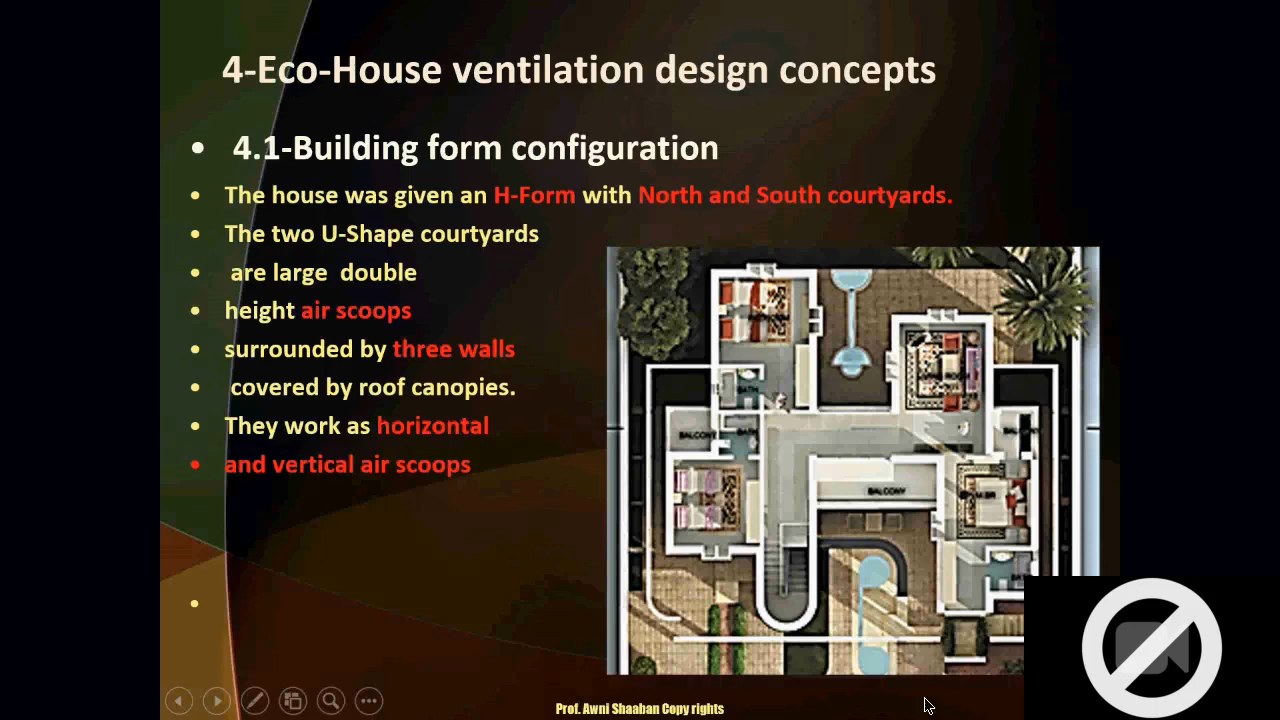 4-Eco-House ventilation design concepts
• 4.1-Building form configuration
• The house was given an H-Form with North and South courtyards.
• The two U-Shape courtyards
• are large double
• height air scoops
• surrounded by three walls
• covered by roof canopies.
• They work as horizontal
• and vertical air scoops
BATH
BALCONY
BALCONY
Prof. Awni Shaaban Copy rights